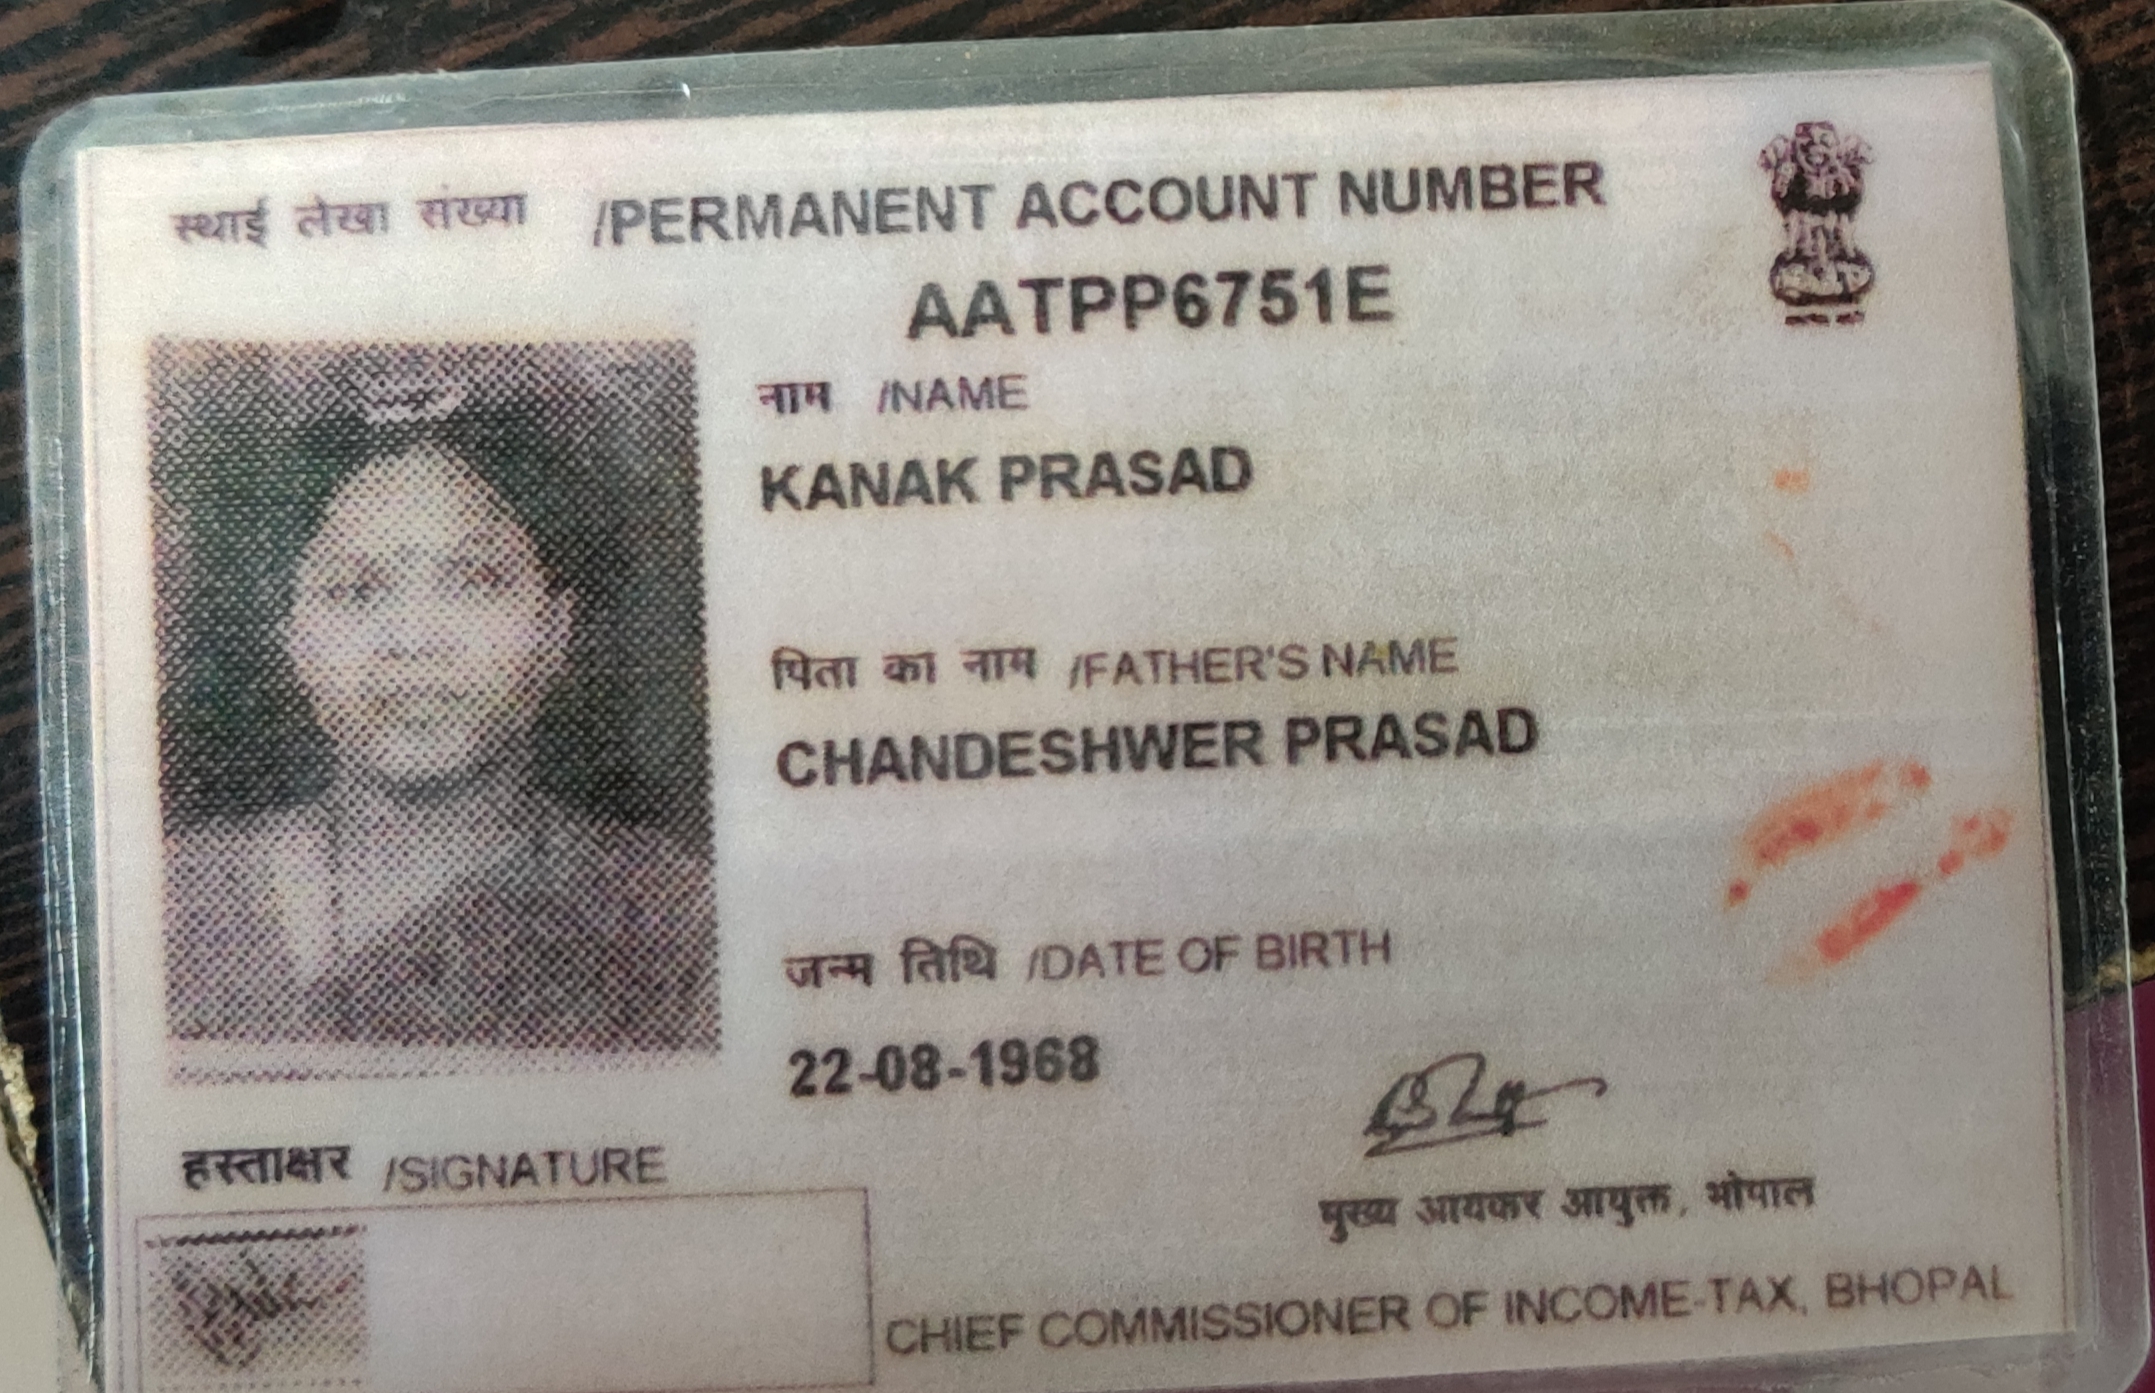 स्थाई लेखा संख्या /PERMANENT ACCOUNT NUMBER
AATPP6751E
नाम /NAME
KANAK PRASAD
पिता का नाम /FATHER'S NAME
CHANDESHWER PRASAD
जन्म तिथि /DATE OF BIRTH
22-08-1968
हस्ताक्षर /SIGNATURE
मुख्य आयकर आयुक्त, भोपाल
CHIEF COMMISSIONER OF INCOME-TAX, BHOPAL